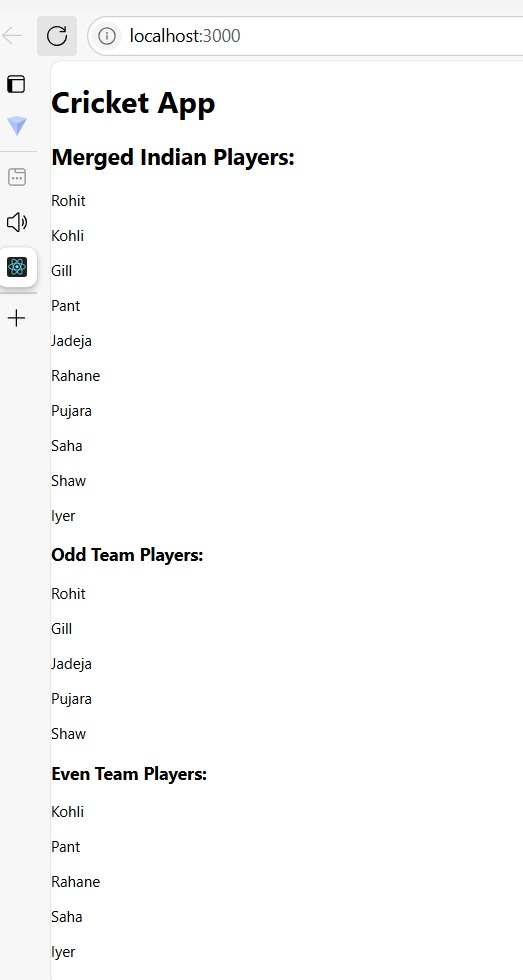 localhost:3000
Cricket App
Merged Indian Players:
Rohit
Kohli
Gill
Pant
Jadeja
Rahane
Pujara
Saha
Shaw
Iyer
Odd Team Players:
Rohit
Gill
Jadeja
Pujara
Shaw
Even Team Players:
Kohli
Pant
Rahane
Saha
Iyer